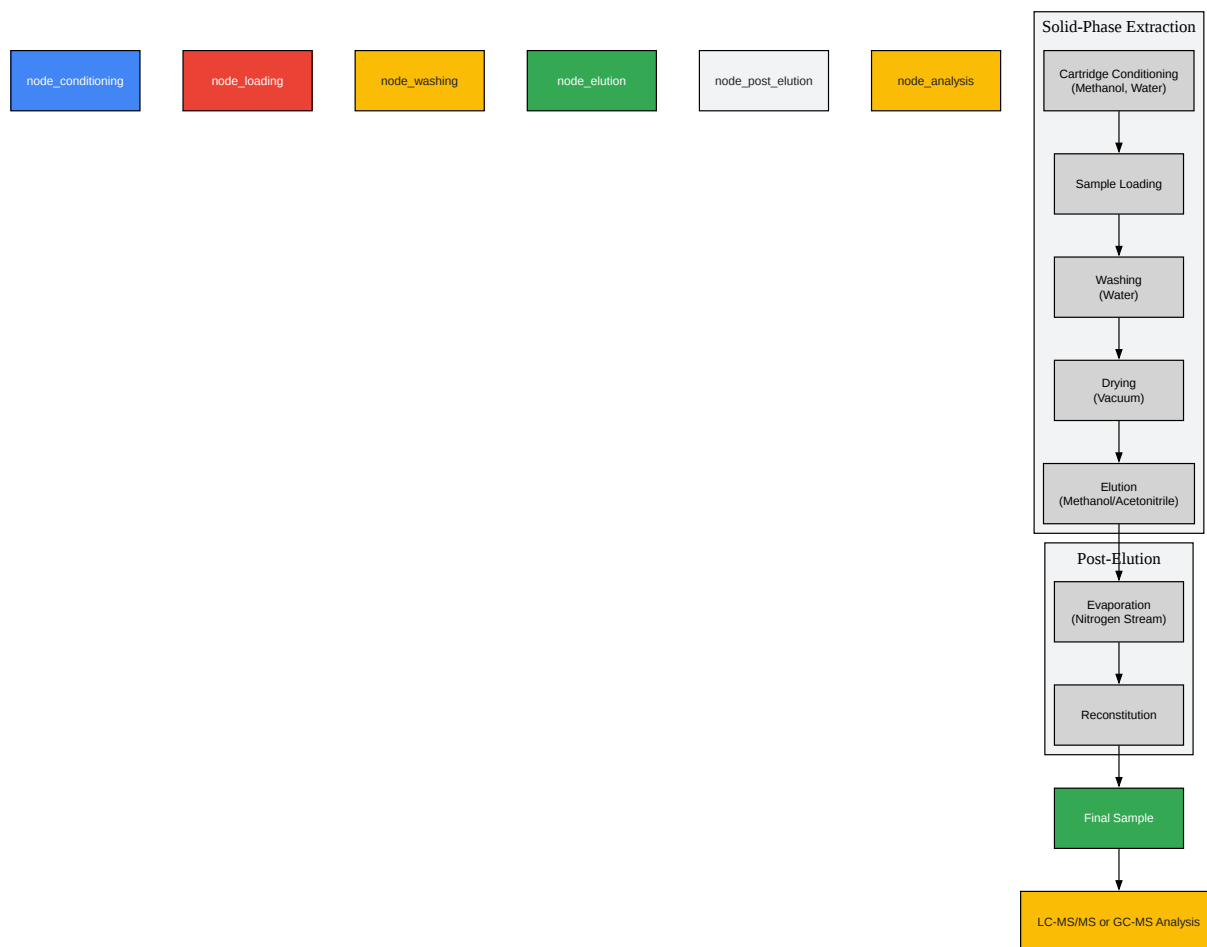 node_conditioning
node_loading
node_washing
node_elution
node_post_elution
node_analysis
Solid-Phase Extraction
Cartridge Conditioning
(Methanol, Water)
Sample Loading
Washing
(Water)
Drying
(Vacuum)
Elution
(Methanol/Acetonitrile)
Post-Elution
Evaporation
(Nitrogen Stream)
Reconstitution
Final Sample
LC-MS/MS or GC-MS Analysis